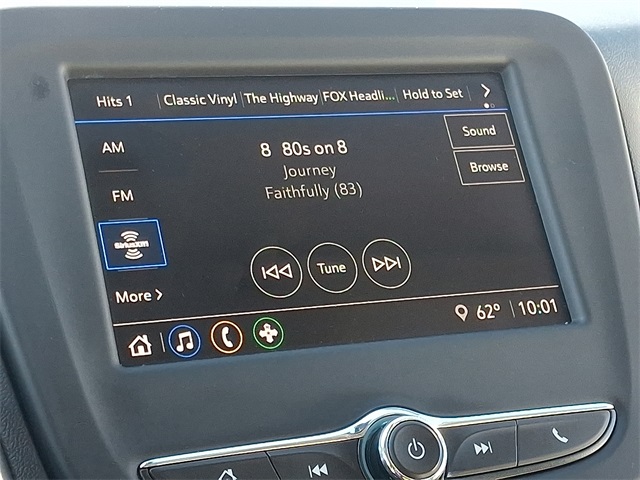 Hits 1 Classic Vinyl The Highway FOX Headli... Hold to Set
AM
8 80s on 8
Sound
Journey
Browse
FM
Faithfully (83)
SiriusXM
Tune
More
62° 10:01